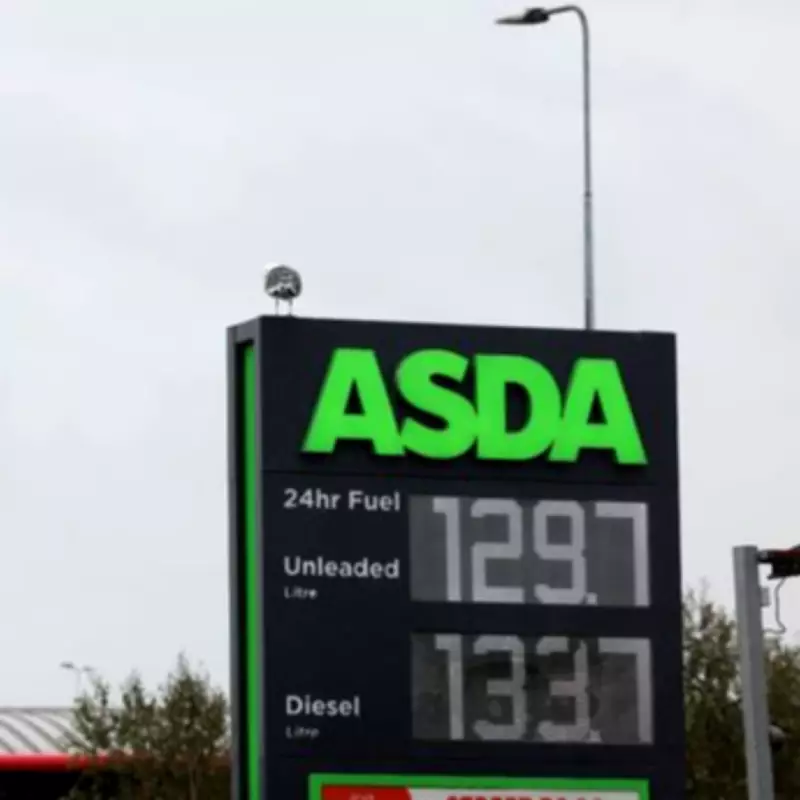 ASDA
24hr Fuel
Unleaded 129.7
Litre
Diesel 133.7
Litre